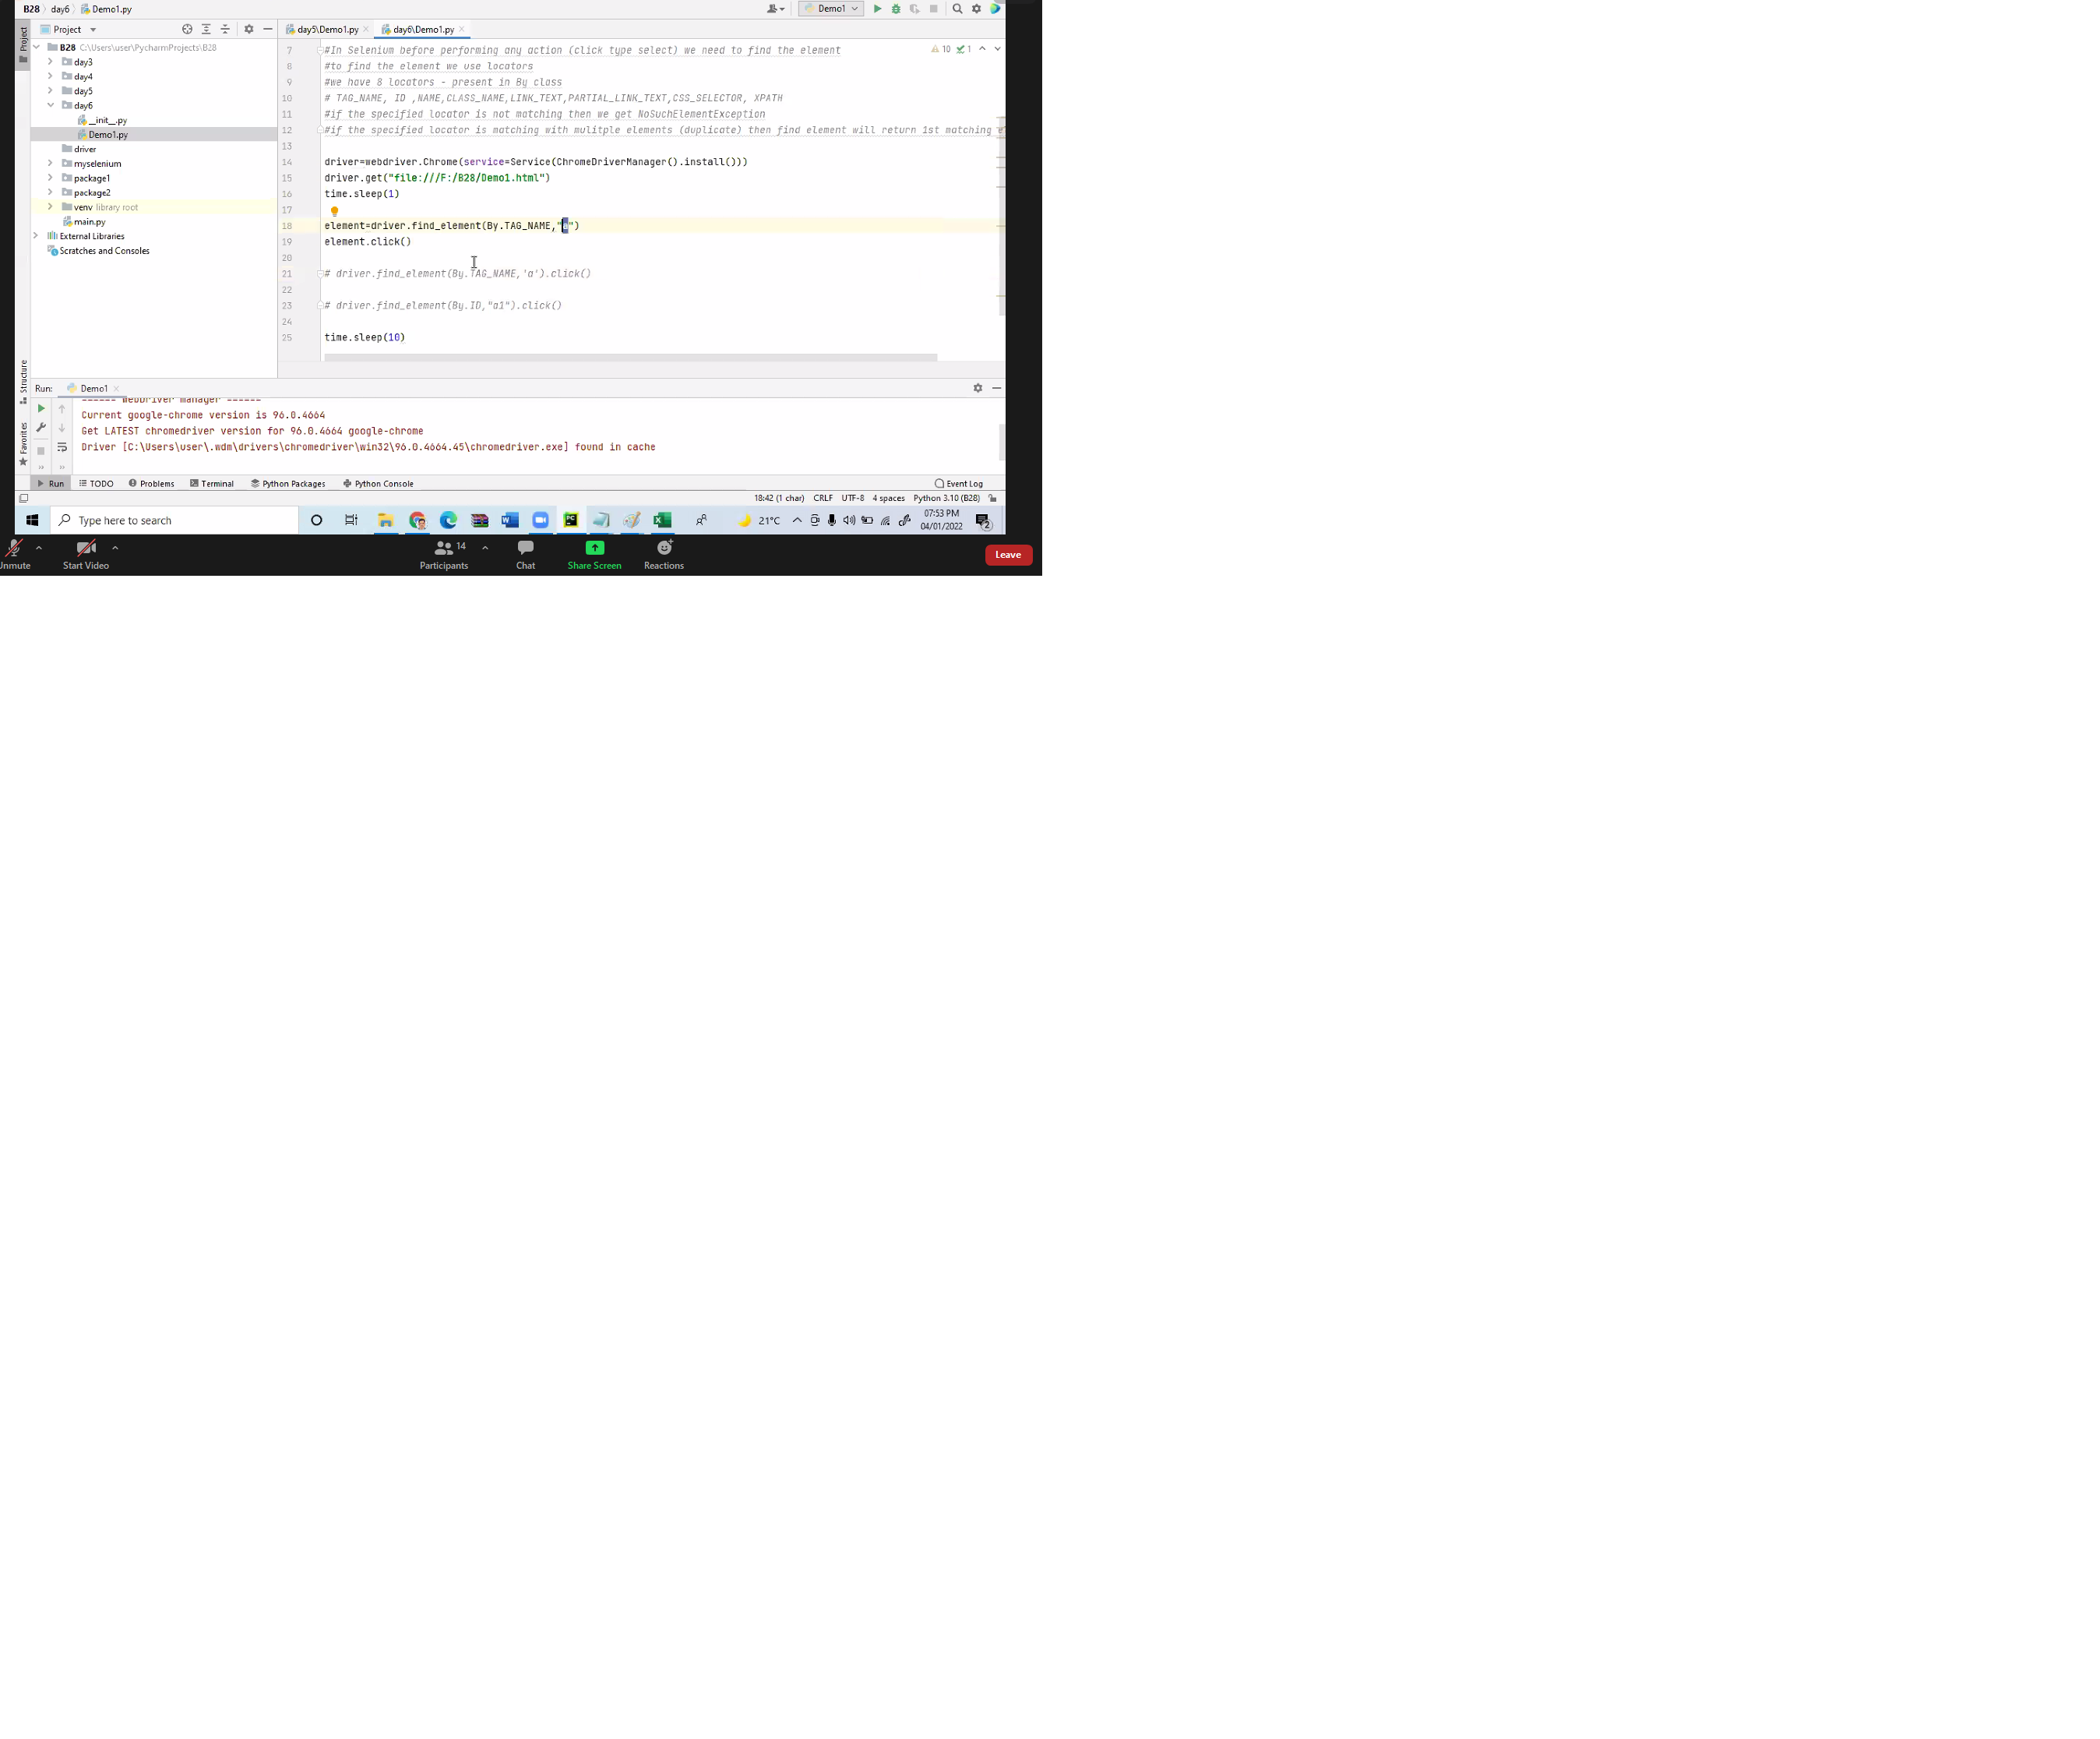 B28 day6 Demo1.py
Demo1
Project
Project
day5\Demo1.py
day6\Demo1.py
B28 C:\Users\user\PycharmProjects\B28
day3
day4
day5
day6
__init__.py
Demo1.py
driver
myselenium
package1
package2
venv library root
main.py
External Libraries
Scratches and Consoles
10 1
7 #In Selenium before performing any action (click type select) we need to find the element
8 #to find the element we use locators
9 #we have 8 locators - present in By class
10 # TAG_NAME, ID ,NAME,CLASS_NAME,LINK_TEXT,PARTIAL_LINK_TEXT,CSS_SELECTOR, XPATH
11 #if the specified locator is not matching then we get NoSuchElementException
12 #if the specified locator is matching with mulitple elements (duplicate) then find element will return 1st matching
13
14 driver=webdriver.Chrome(service=Service(ChromeDriverManager().install()))
15 driver.get("file:///F:/B28/Demo1.html")
16 time.sleep(1)
17
18 element=driver.find_element(By.TAG_NAME,"a")
19 element.click()
20
21 # driver.find_element(By.TAG_NAME,'a').click()
22
23 # driver.find_element(By.ID,"a1").click()
24
25 time.sleep(10)
Structure
Favorites
Run: Demo1
====== WebDriver manager ======
Current google-chrome version is 96.0.4664
Get LATEST chromedriver version for 96.0.4664 google-chrome
Driver [C:\Users\user\.wdm\drivers\chromedriver\win32\96.0.4664.45\chromedriver.exe] found in cache
Run TODO Problems Terminal Python Packages Python Console Event Log
18:42 (1 char) CRLF UTF-8 4 spaces Python 3.10 (B28)
Type here to search
21°C
07:53 PM
04/01/2022
2
14
Unmute Start Video Participants Chat Share Screen Reactions Leave